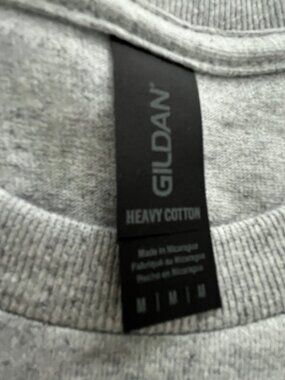 GILDAN
HEAVY COTTON
Made in Nicaragua
Fabriqué au Nicaragua
Hecho en Nicaragua
M | M | M